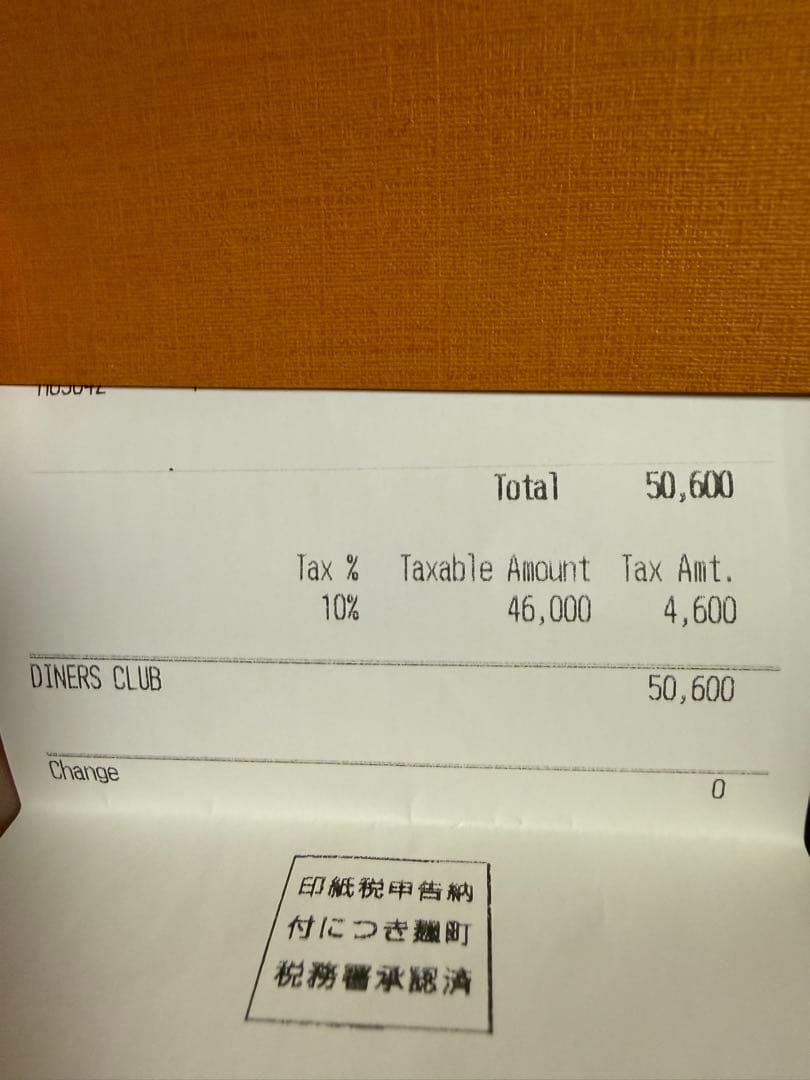 Total 50,600
Tax % Taxable Amount Tax Amt.
10% 46,000 4,600
DINERS CLUB 50,600
Change 0
印紙税申告納
付につき麹町
税務署承認済